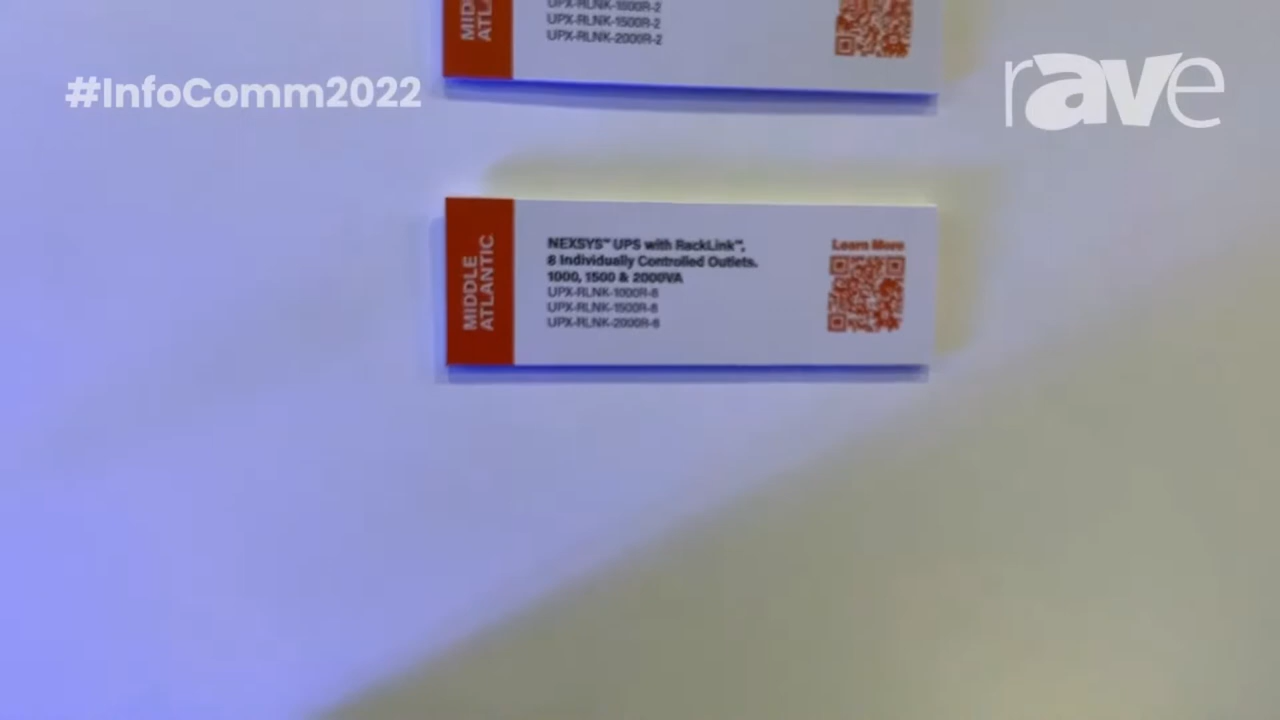 #InfoComm2022
rave
UPX-RLNK-1500R-2
UPX-RLNK-2000R-2
MIDDLE
ATLANTIC
NEXSYS™ UPS with RackLink™,
8 Individually Controlled Outlets.
1000, 1500 & 2000VA
UPX-RLNK-1000R-8
UPX-RLNK-1500R-8
UPX-RLNK-2000R-8
Learn More